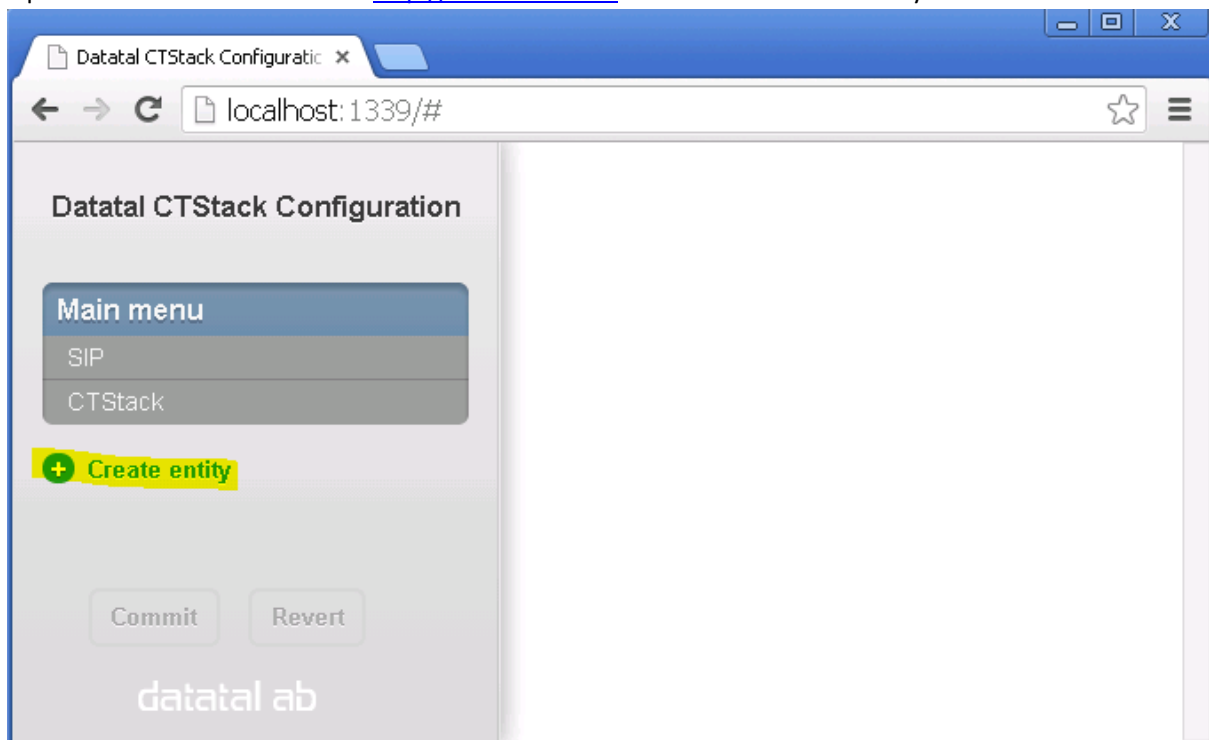 Datatal CTStack Configuratic
localhost:1339/#
Datatal CTStack Configuration
Main menu
SIP
CTStack
Create entity
Commit Revert
datatal ab